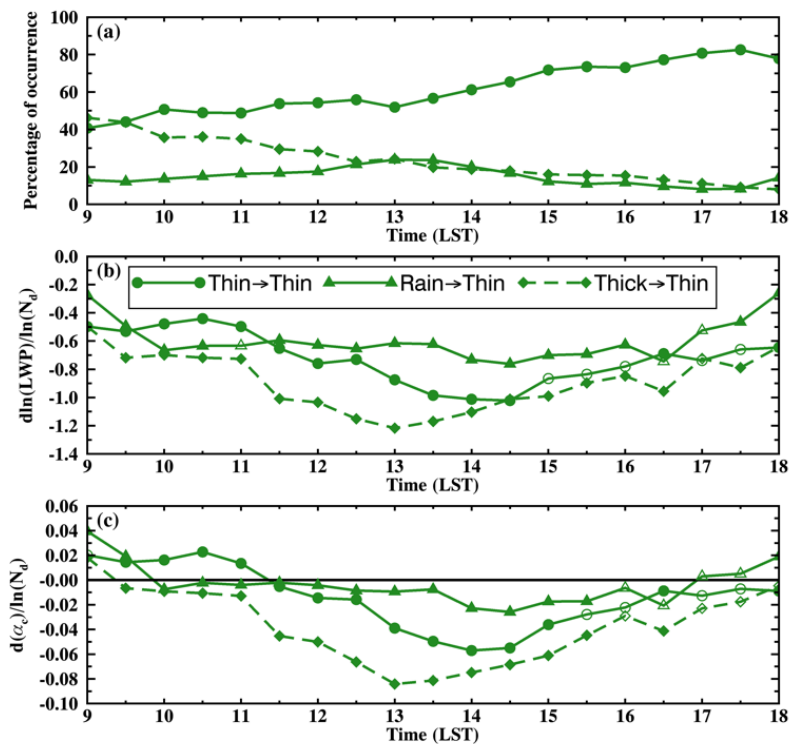 (a)
Percentage of occurrence
100
80
60
40
20
0
9 10 11 12 13 14 15 16 17 18
Time (LST)
(b)
dln(LWP)/ln(N_d)
0.0
-0.2
-0.4
-0.6
-0.8
-1.0
-1.2
-1.4
Thin→Thin Rain→Thin Thick→Thin
9 10 11 12 13 14 15 16 17 18
Time (LST)
(c)
d(α_c)/ln(N_d)
0.06
0.04
0.02
-0.00
-0.02
-0.04
-0.06
-0.08
-0.10
9 10 11 12 13 14 15 16 17 18
Time (LST)